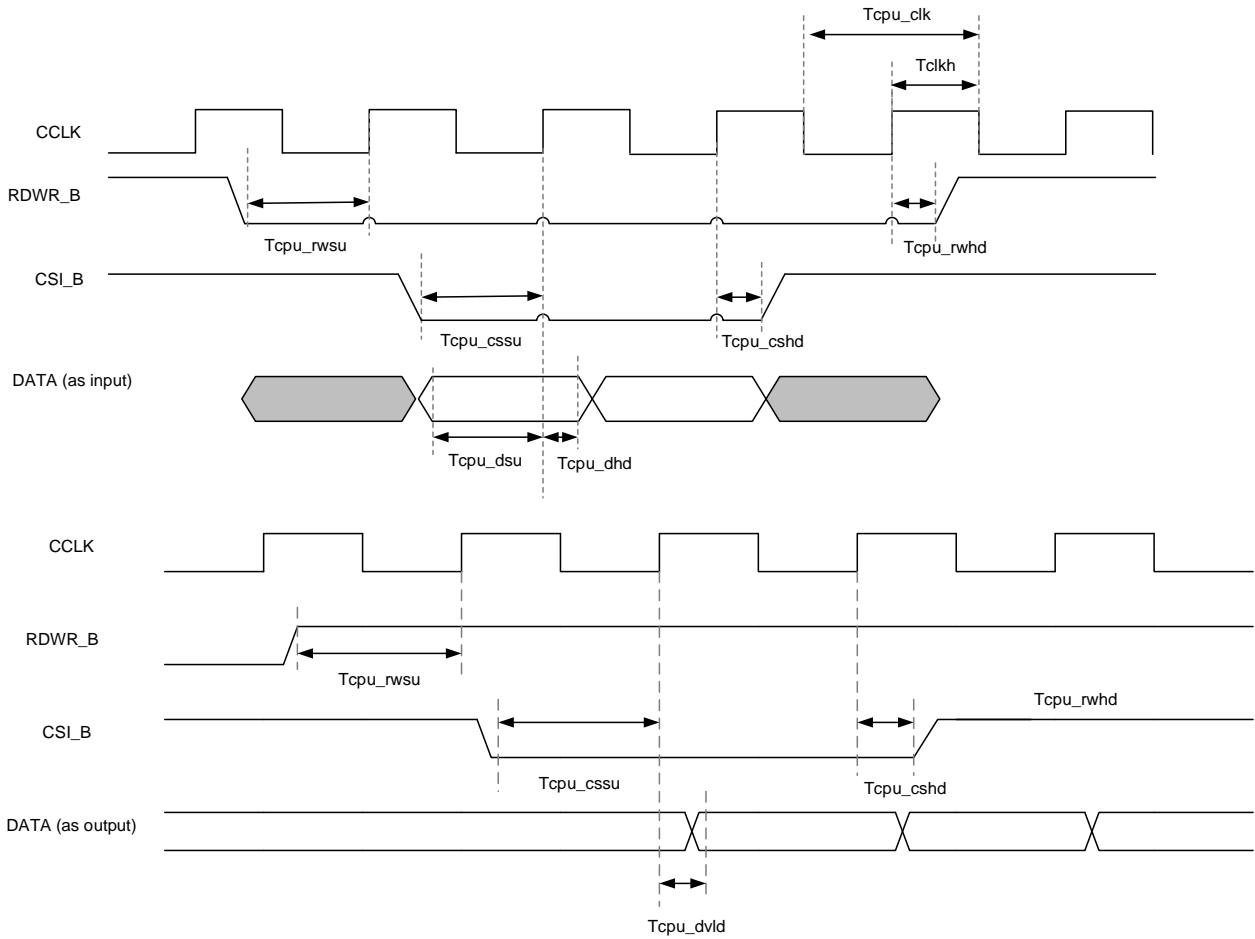 Tcpu_clk
Tclkh
CCLK
RDWR_B
Tcpu_rwsu
Tcpu_rwhd
CSI_B
Tcpu_cssu
Tcpu_cshd
DATA (as input)
Tcpu_dsu
Tcpu_dhd
CCLK
RDWR_B
Tcpu_rwsu
Tcpu_rwhd
CSI_B
Tcpu_cssu
Tcpu_cshd
DATA (as output)
Tcpu_dvld